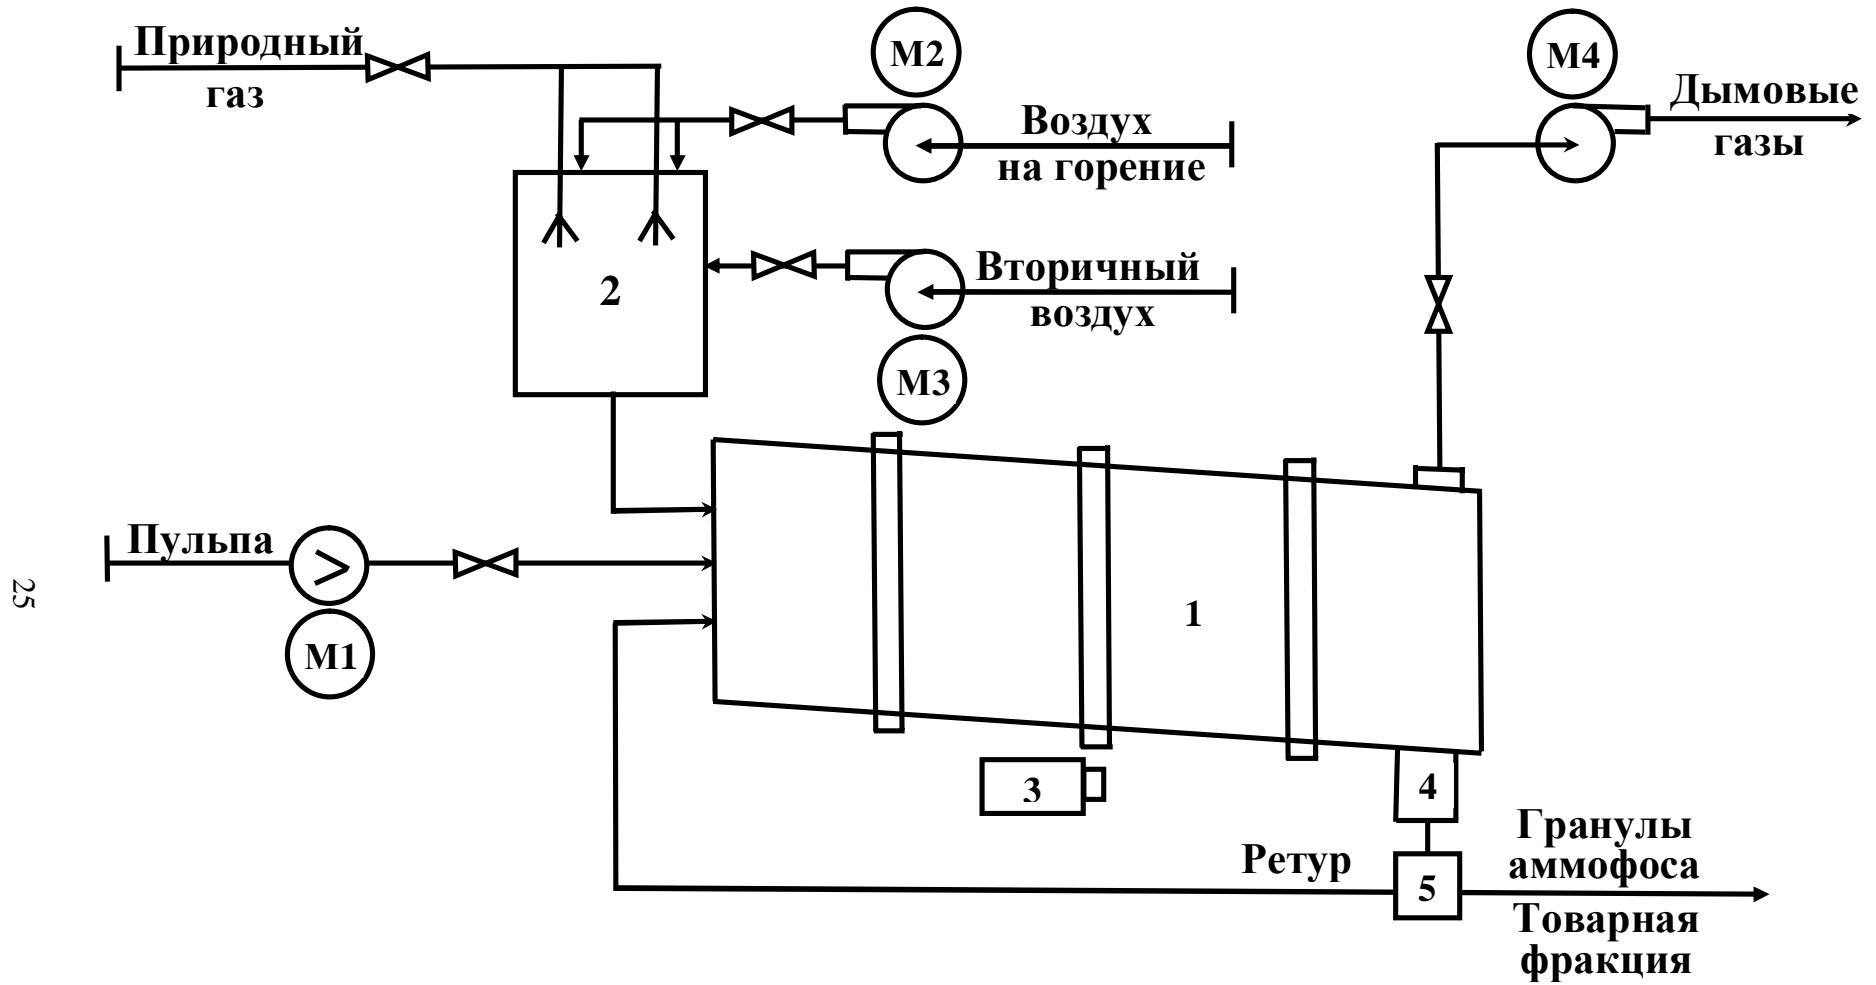 Природный
газ
М2
М4
Воздух
на горение
Дымовые
газы
2
Вторичный
воздух
М3
Пульпа
М1
1
3
4
Ретур
5
Гранулы
аммофоса
Товарная
фракция
25